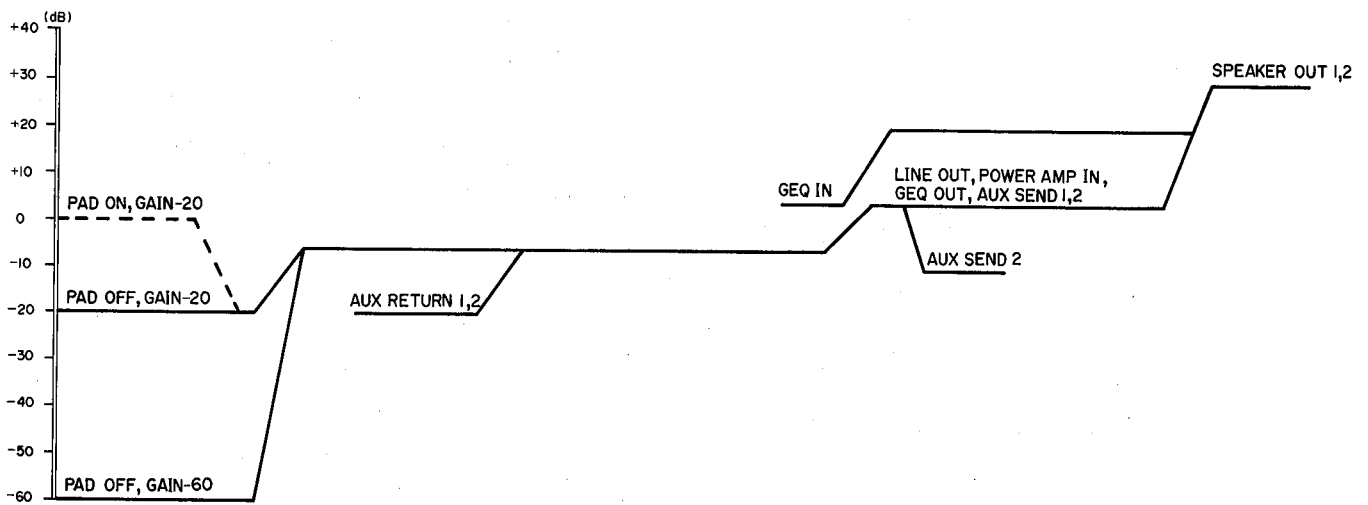 (dB)
+40
+30
+20
+10
0
-10
-20
-30
-40
-50
-60
PAD ON, GAIN-20
PAD OFF, GAIN-20
PAD OFF, GAIN-60
AUX RETURN 1,2
GEQ IN
LINE OUT, POWER AMP IN,
GEQ OUT, AUX SEND 1,2
AUX SEND 2
SPEAKER OUT 1,2